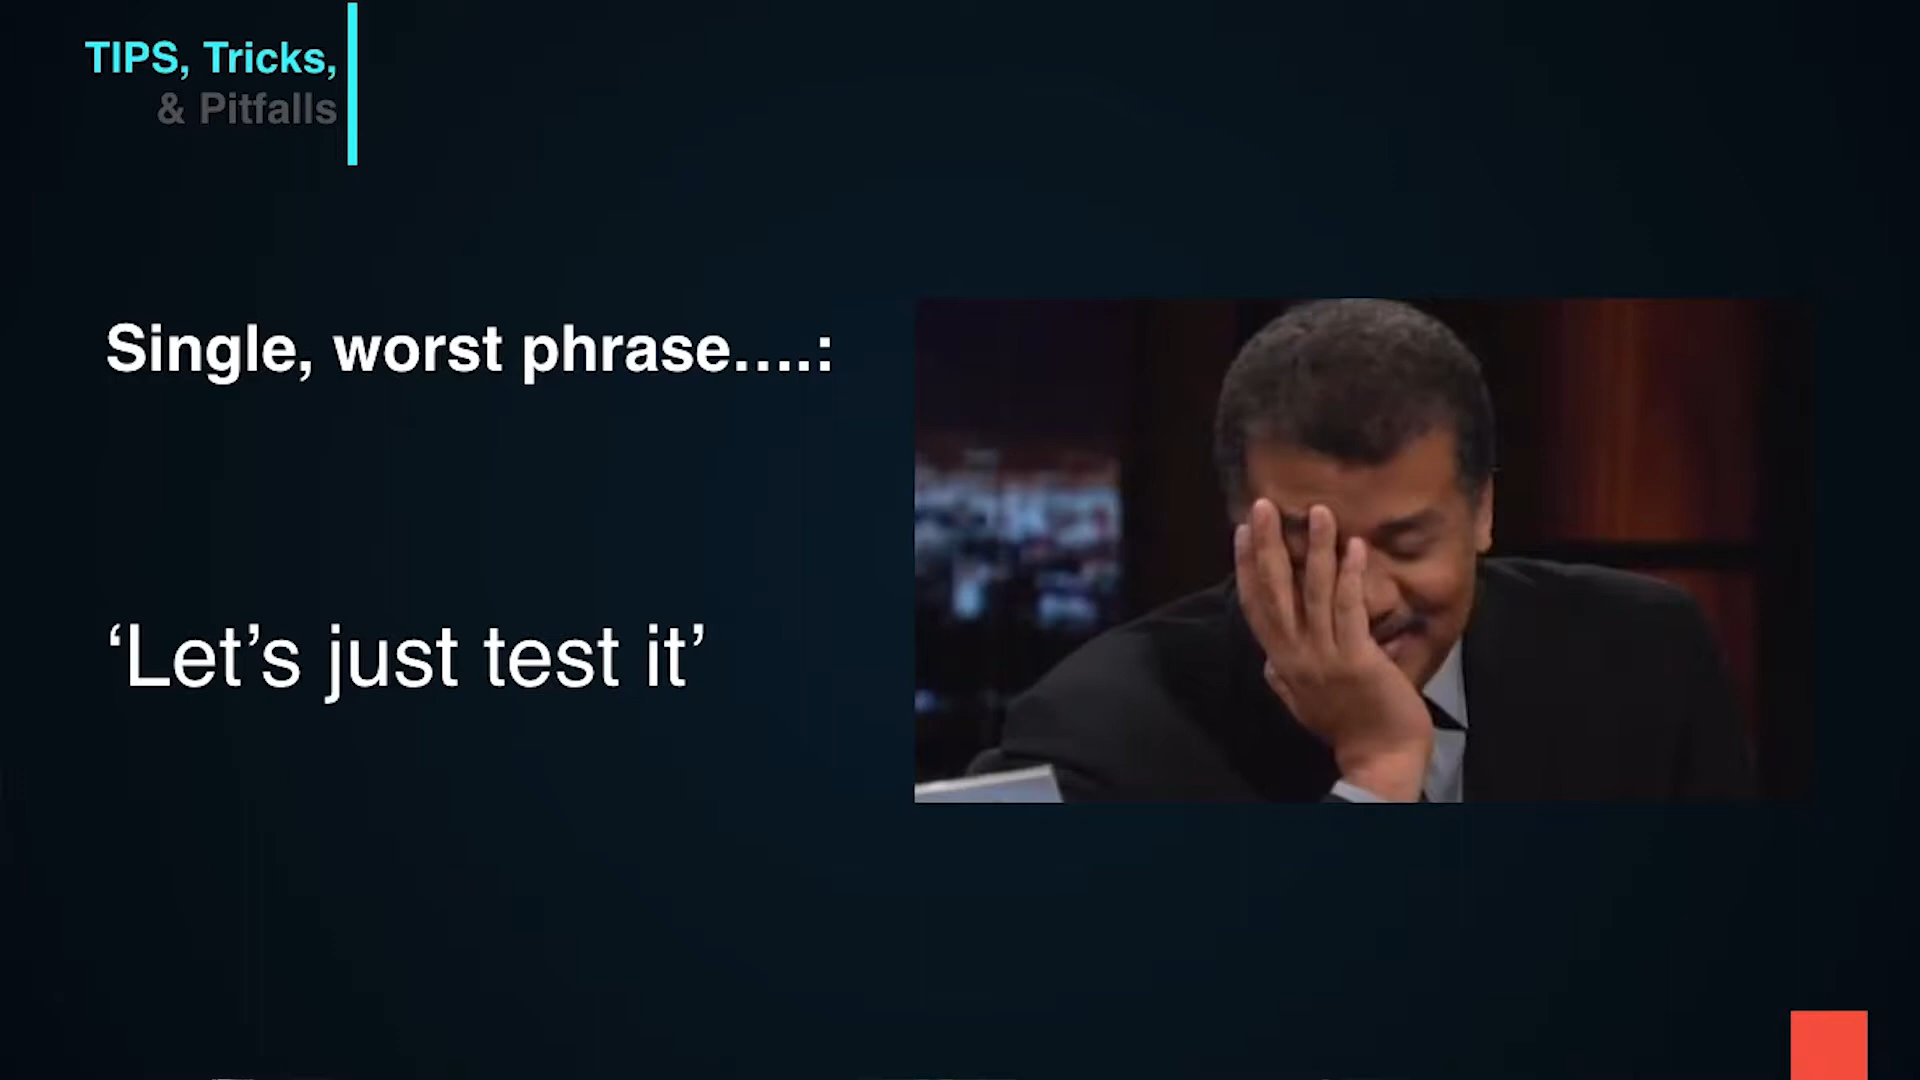 TIPS, Tricks,
& Pitfalls
Single, worst phrase....:
‘Let’s just test it’